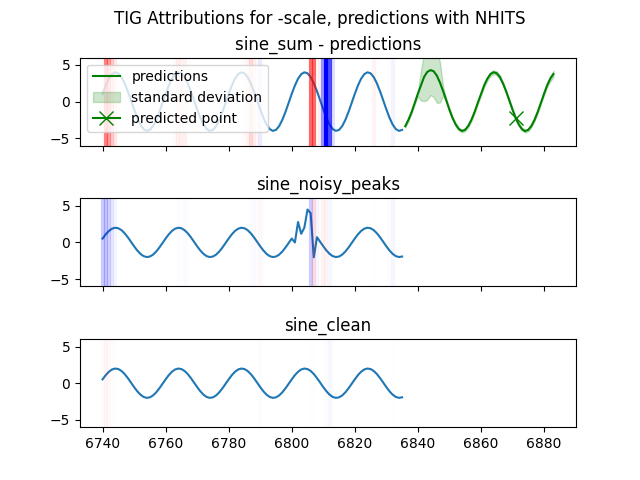 TIG Attributions for -scale, predictions with NHITS
sine_sum - predictions
5
0
−5
predictions
standard deviation
predicted point
sine_noisy_peaks
5
0
−5
sine_clean
5
0
−5
6740 6760 6780 6800 6820 6840 6860 6880